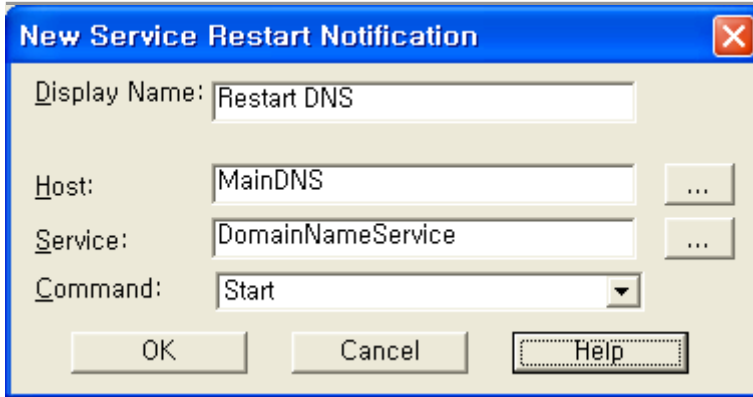 New Service Restart Notification
Display Name: Restart DNS
Host: MainDNS ...
Service: DomainNameService ...
Command: Start
OK Cancel Help